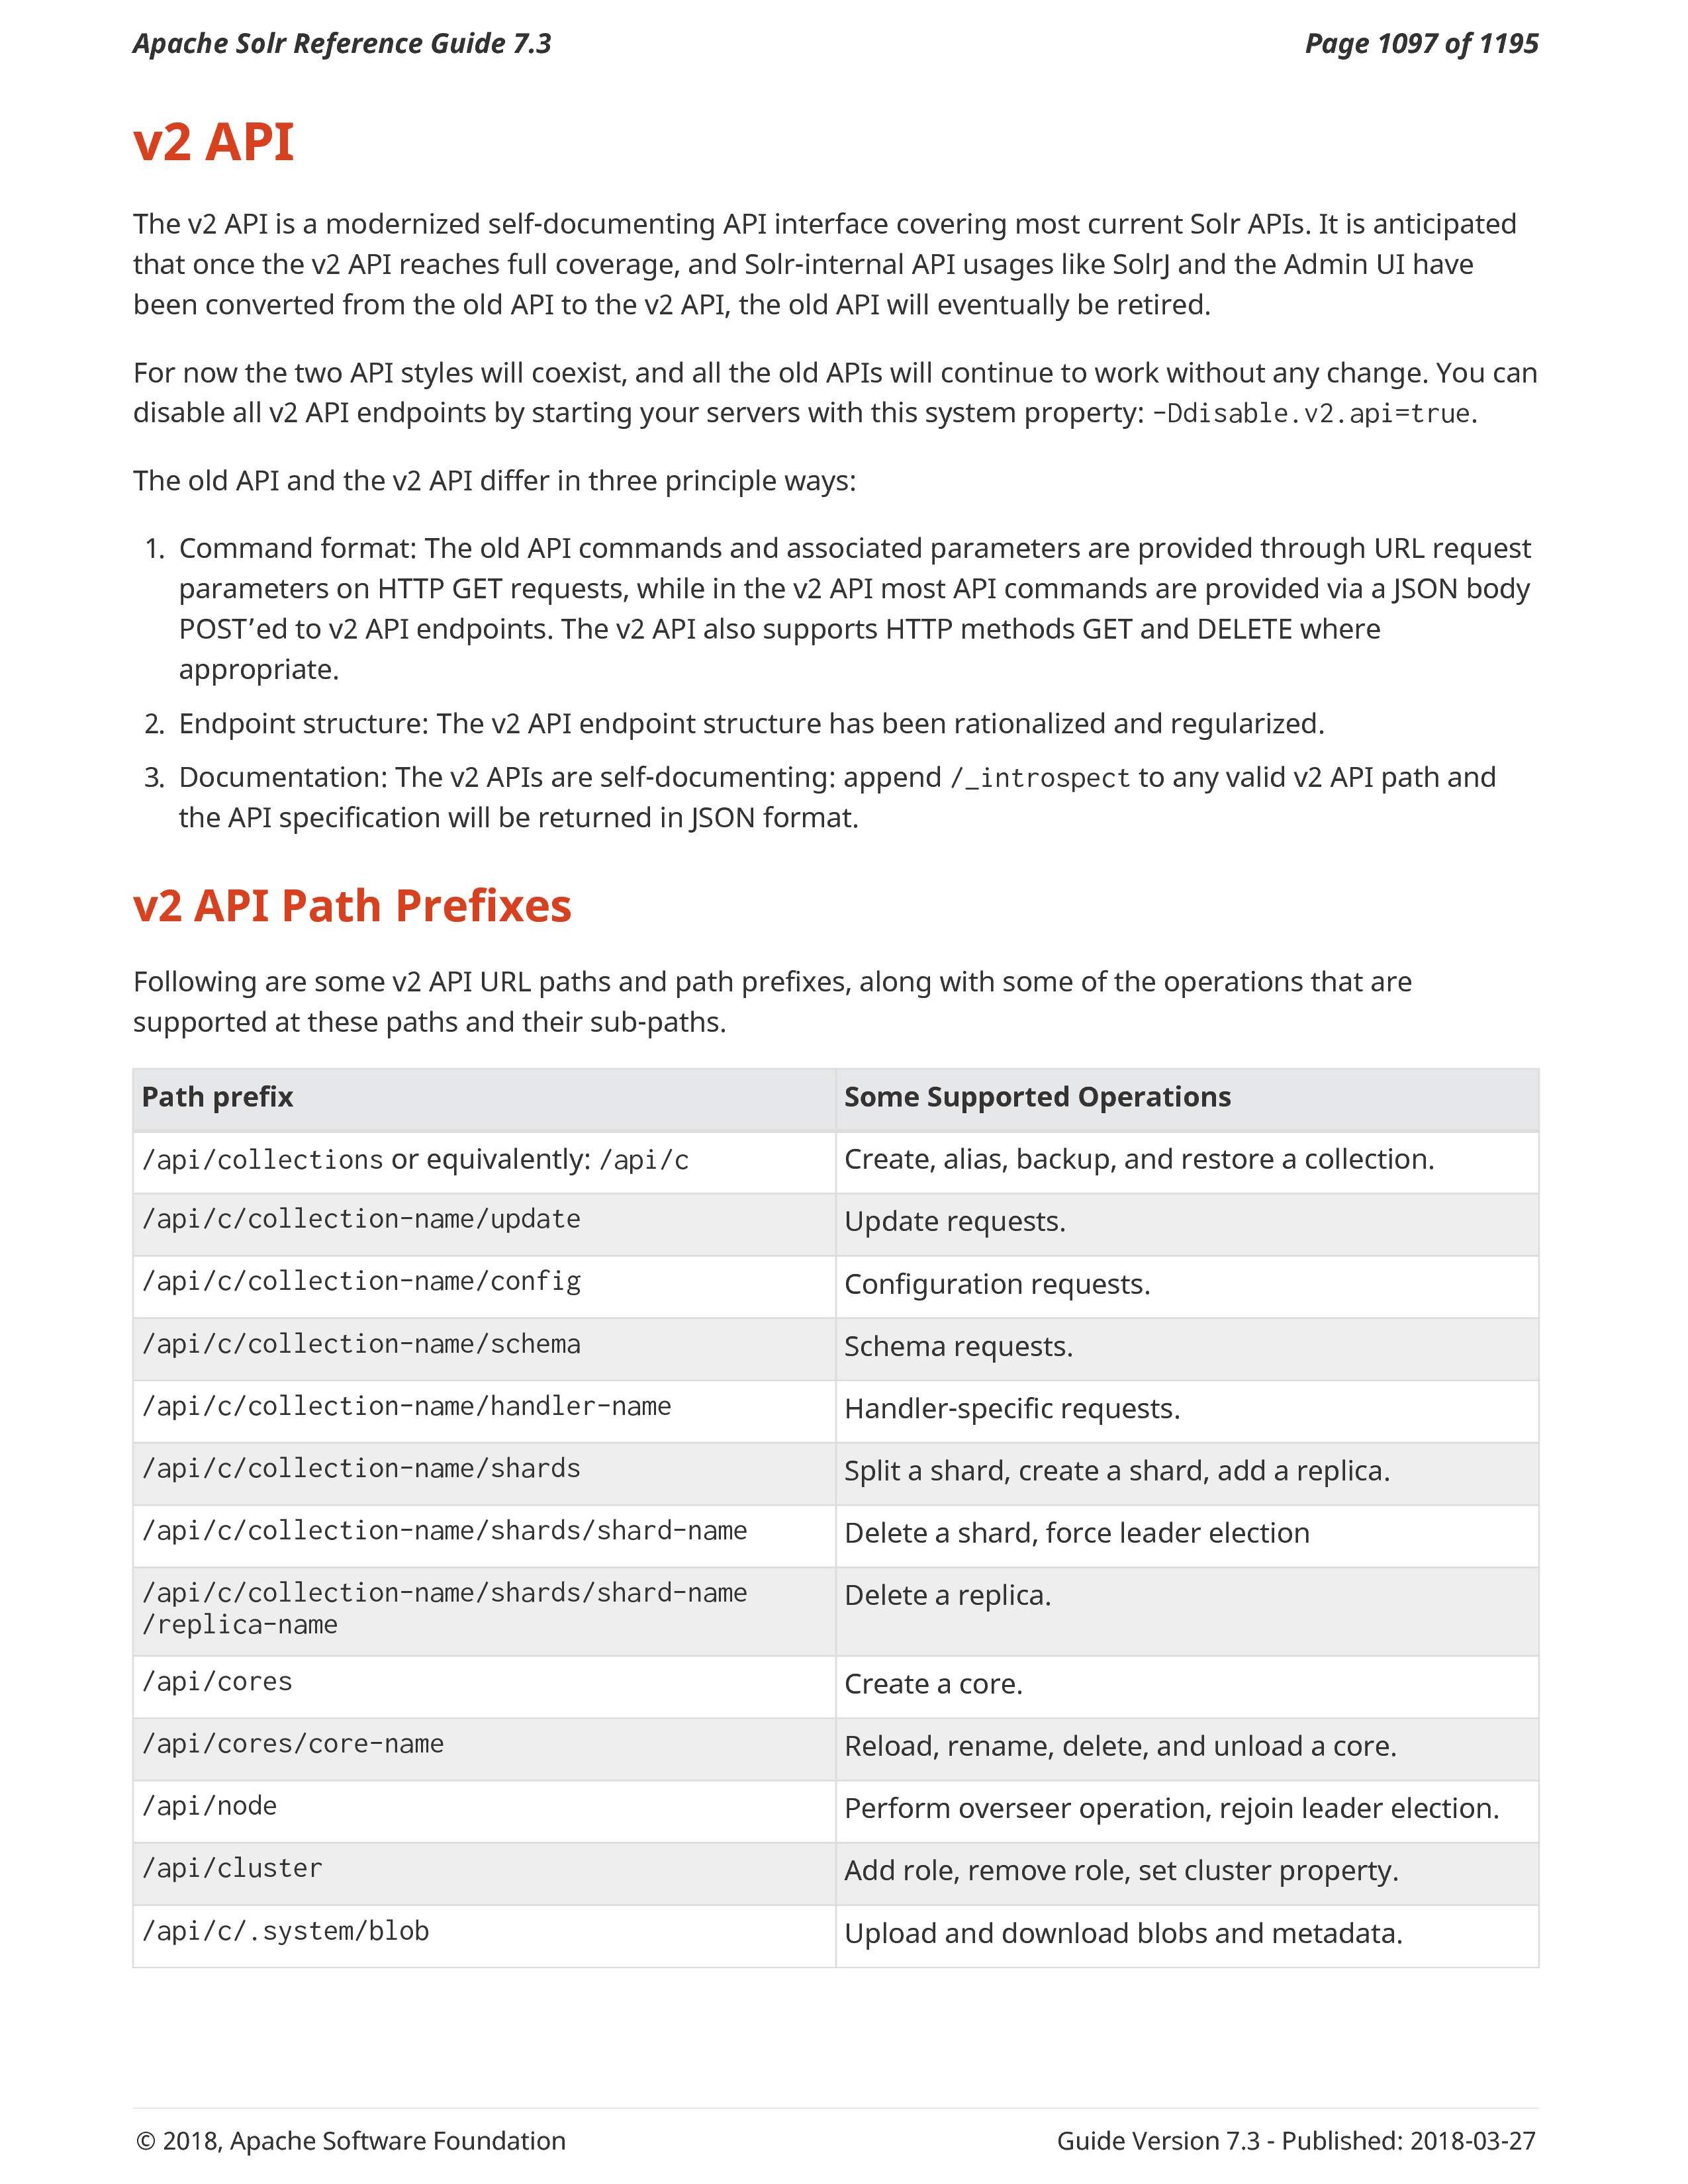 Apache Solr Reference Guide 7.3 Page 1097 of 1195
v2 API
The v2 API is a modernized self-documenting API interface covering most current Solr APIs. It is anticipated
that once the v2 API reaches full coverage, and Solr-internal API usages like SolrJ and the Admin UI have
been converted from the old API to the v2 API, the old API will eventually be retired.
For now the two API styles will coexist, and all the old APIs will continue to work without any change. You can
disable all v2 API endpoints by starting your servers with this system property: -Ddisable.v2.api=true.
The old API and the v2 API differ in three principle ways:
1. Command format: The old API commands and associated parameters are provided through URL request
parameters on HTTP GET requests, while in the v2 API most API commands are provided via a JSON body
POST’ed to v2 API endpoints. The v2 API also supports HTTP methods GET and DELETE where
appropriate.
2. Endpoint structure: The v2 API endpoint structure has been rationalized and regularized.
3. Documentation: The v2 APIs are self-documenting: append /_introspect to any valid v2 API path and
the API specification will be returned in JSON format.
v2 API Path Prefixes
Following are some v2 API URL paths and path prefixes, along with some of the operations that are
supported at these paths and their sub-paths.
Path prefix Some Supported Operations
/api/collections or equivalently: /api/c Create, alias, backup, and restore a collection.
/api/c/collection-name/update Update requests.
/api/c/collection-name/config Configuration requests.
/api/c/collection-name/schema Schema requests.
/api/c/collection-name/handler-name Handler-specific requests.
/api/c/collection-name/shards Split a shard, create a shard, add a replica.
/api/c/collection-name/shards/shard-name Delete a shard, force leader election
/api/c/collection-name/shards/shard-name Delete a replica.
/replica-name
/api/cores Create a core.
/api/cores/core-name Reload, rename, delete, and unload a core.
/api/node Perform overseer operation, rejoin leader election.
/api/cluster Add role, remove role, set cluster property.
/api/c/.system/blob Upload and download blobs and metadata.
© 2018, Apache Software Foundation Guide Version 7.3 - Published: 2018-03-27